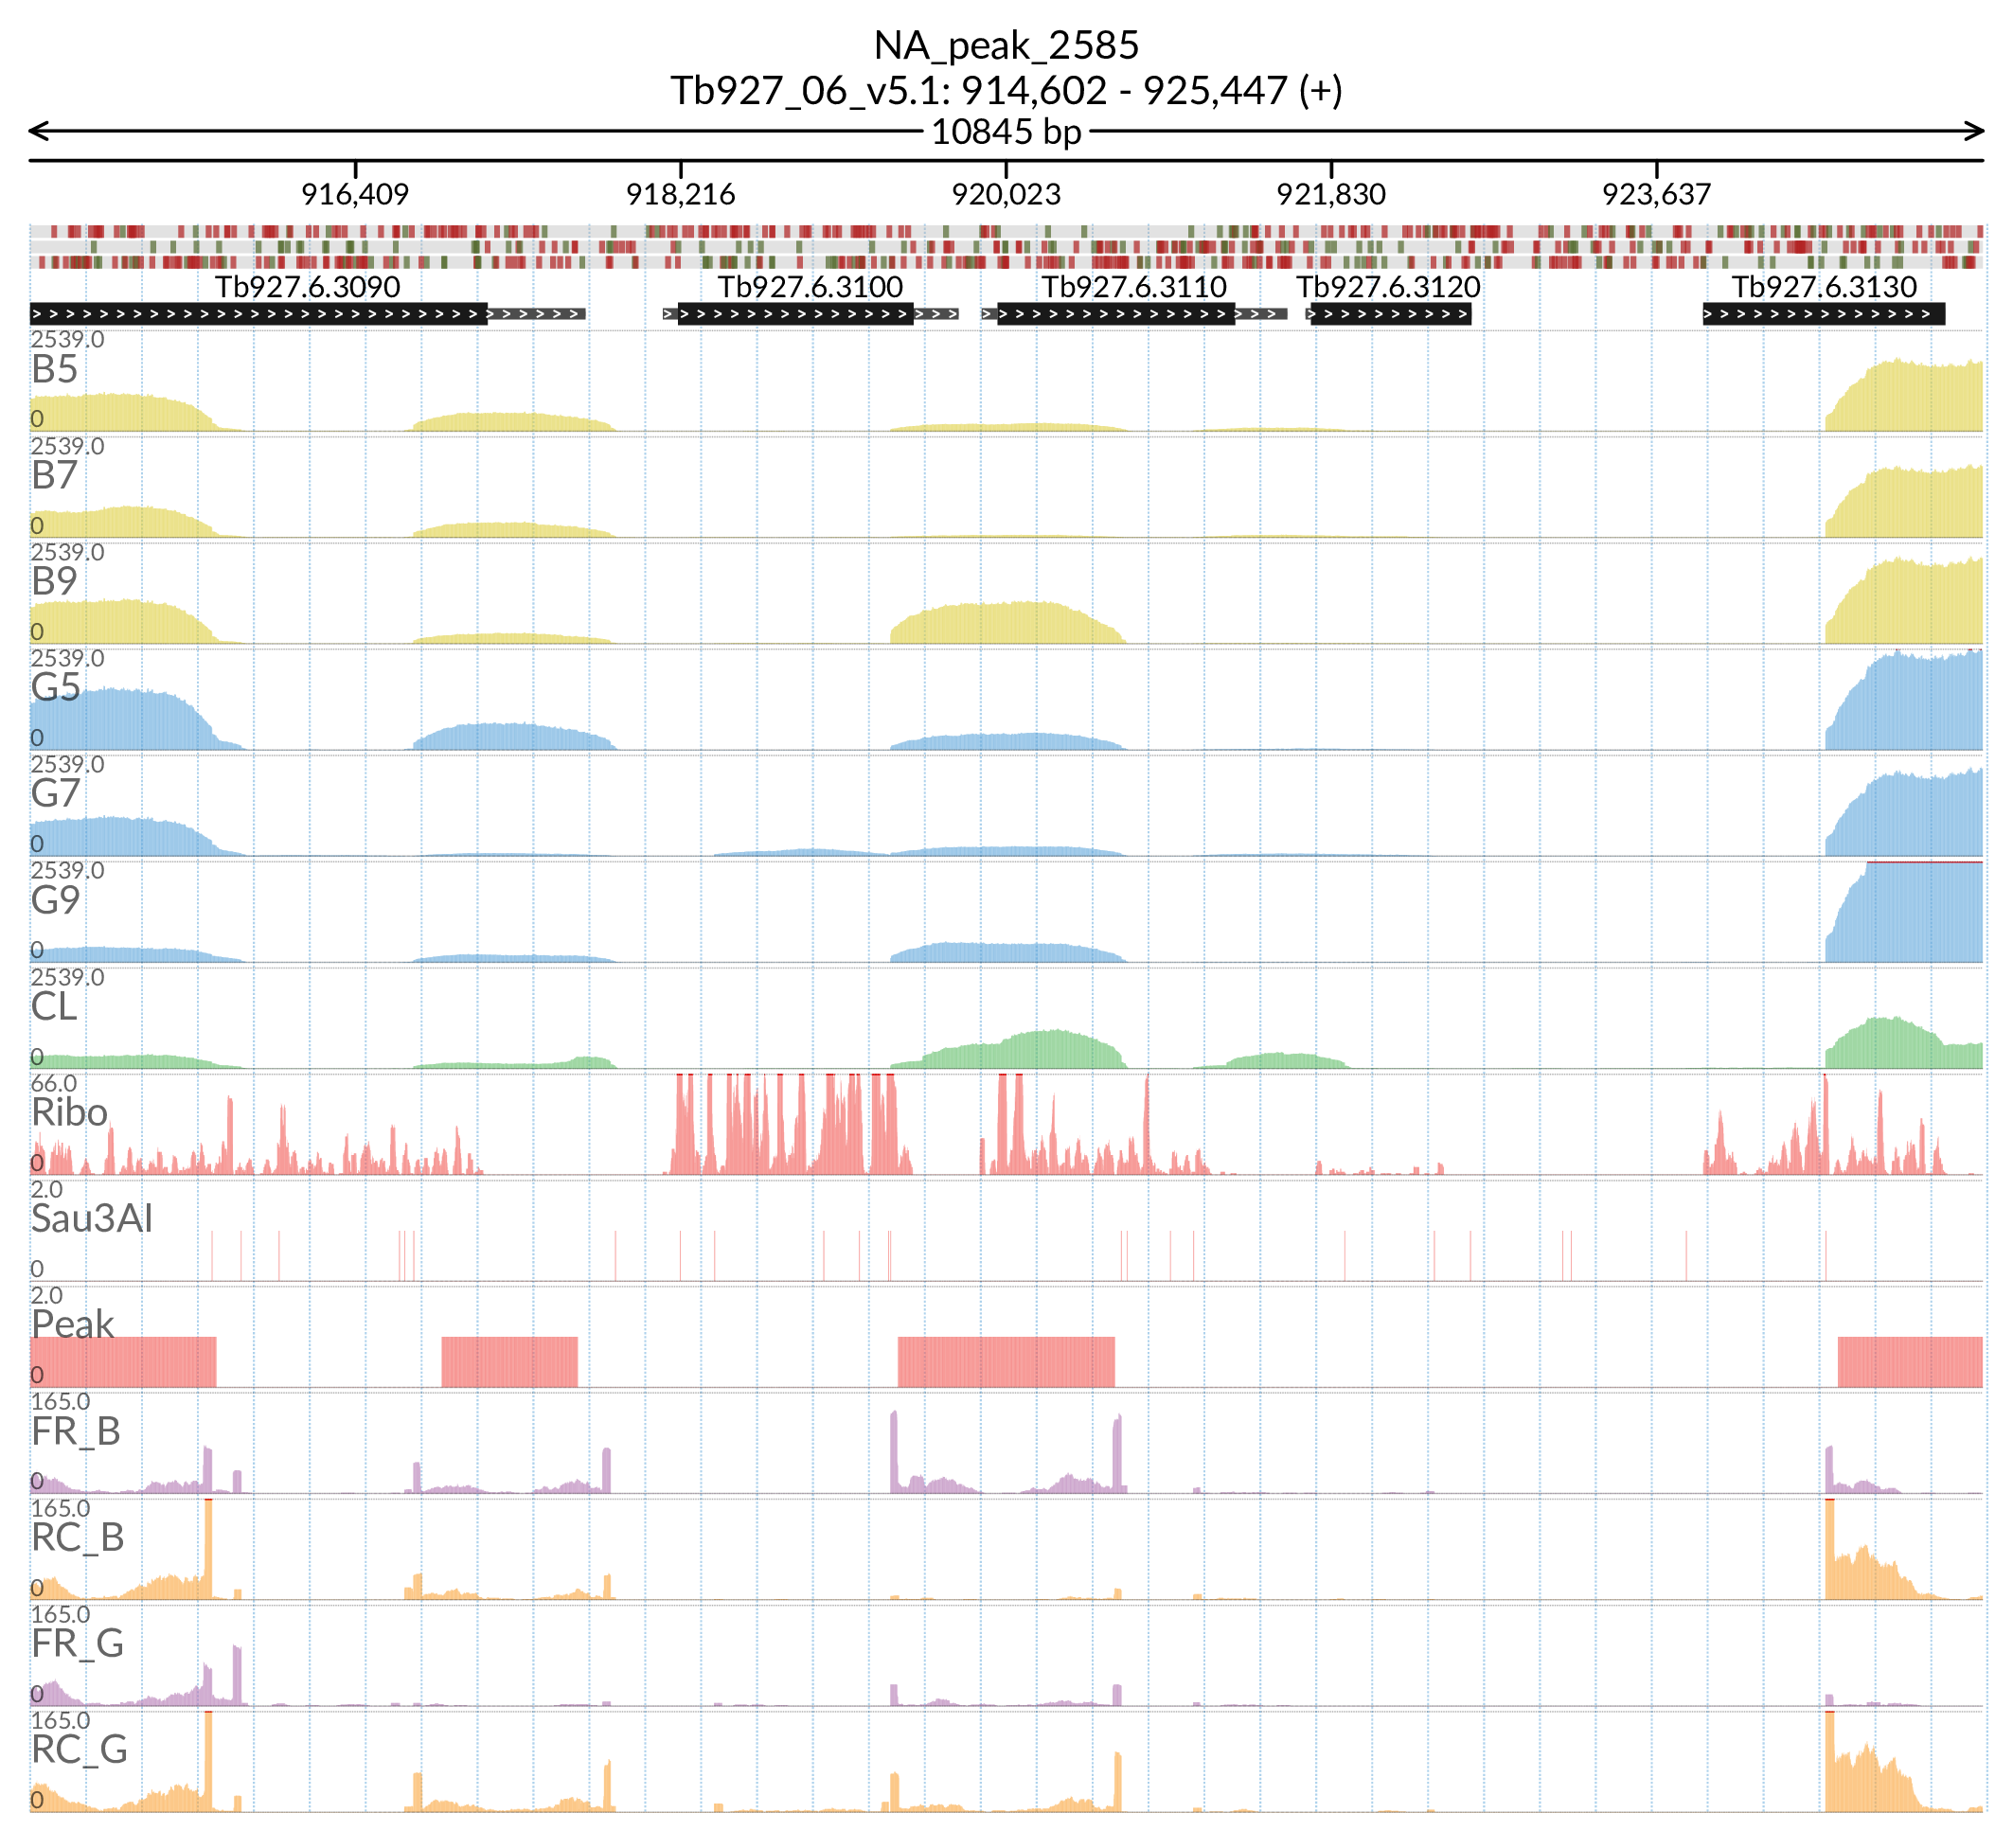 NA_peak_2585
Tb927_06_v5.1: 914,602 - 925,447 (+)
10845 bp
916,409 918,216 920,023 921,830 923,637
Tb927.6.3090 Tb927.6.3100 Tb927.6.3110 Tb927.6.3120 Tb927.6.3130
2539.0
B5
0
2539.0
B7
0
2539.0
B9
0
2539.0
G5
0
2539.0
G7
0
2539.0
G9
0
2539.0
CL
0
66.0
Ribo
0
2.0
Sau3AI
0
2.0
Peak
0
165.0
FR_B
0
165.0
RC_B
0
165.0
FR_G
0
165.0
RC_G
0